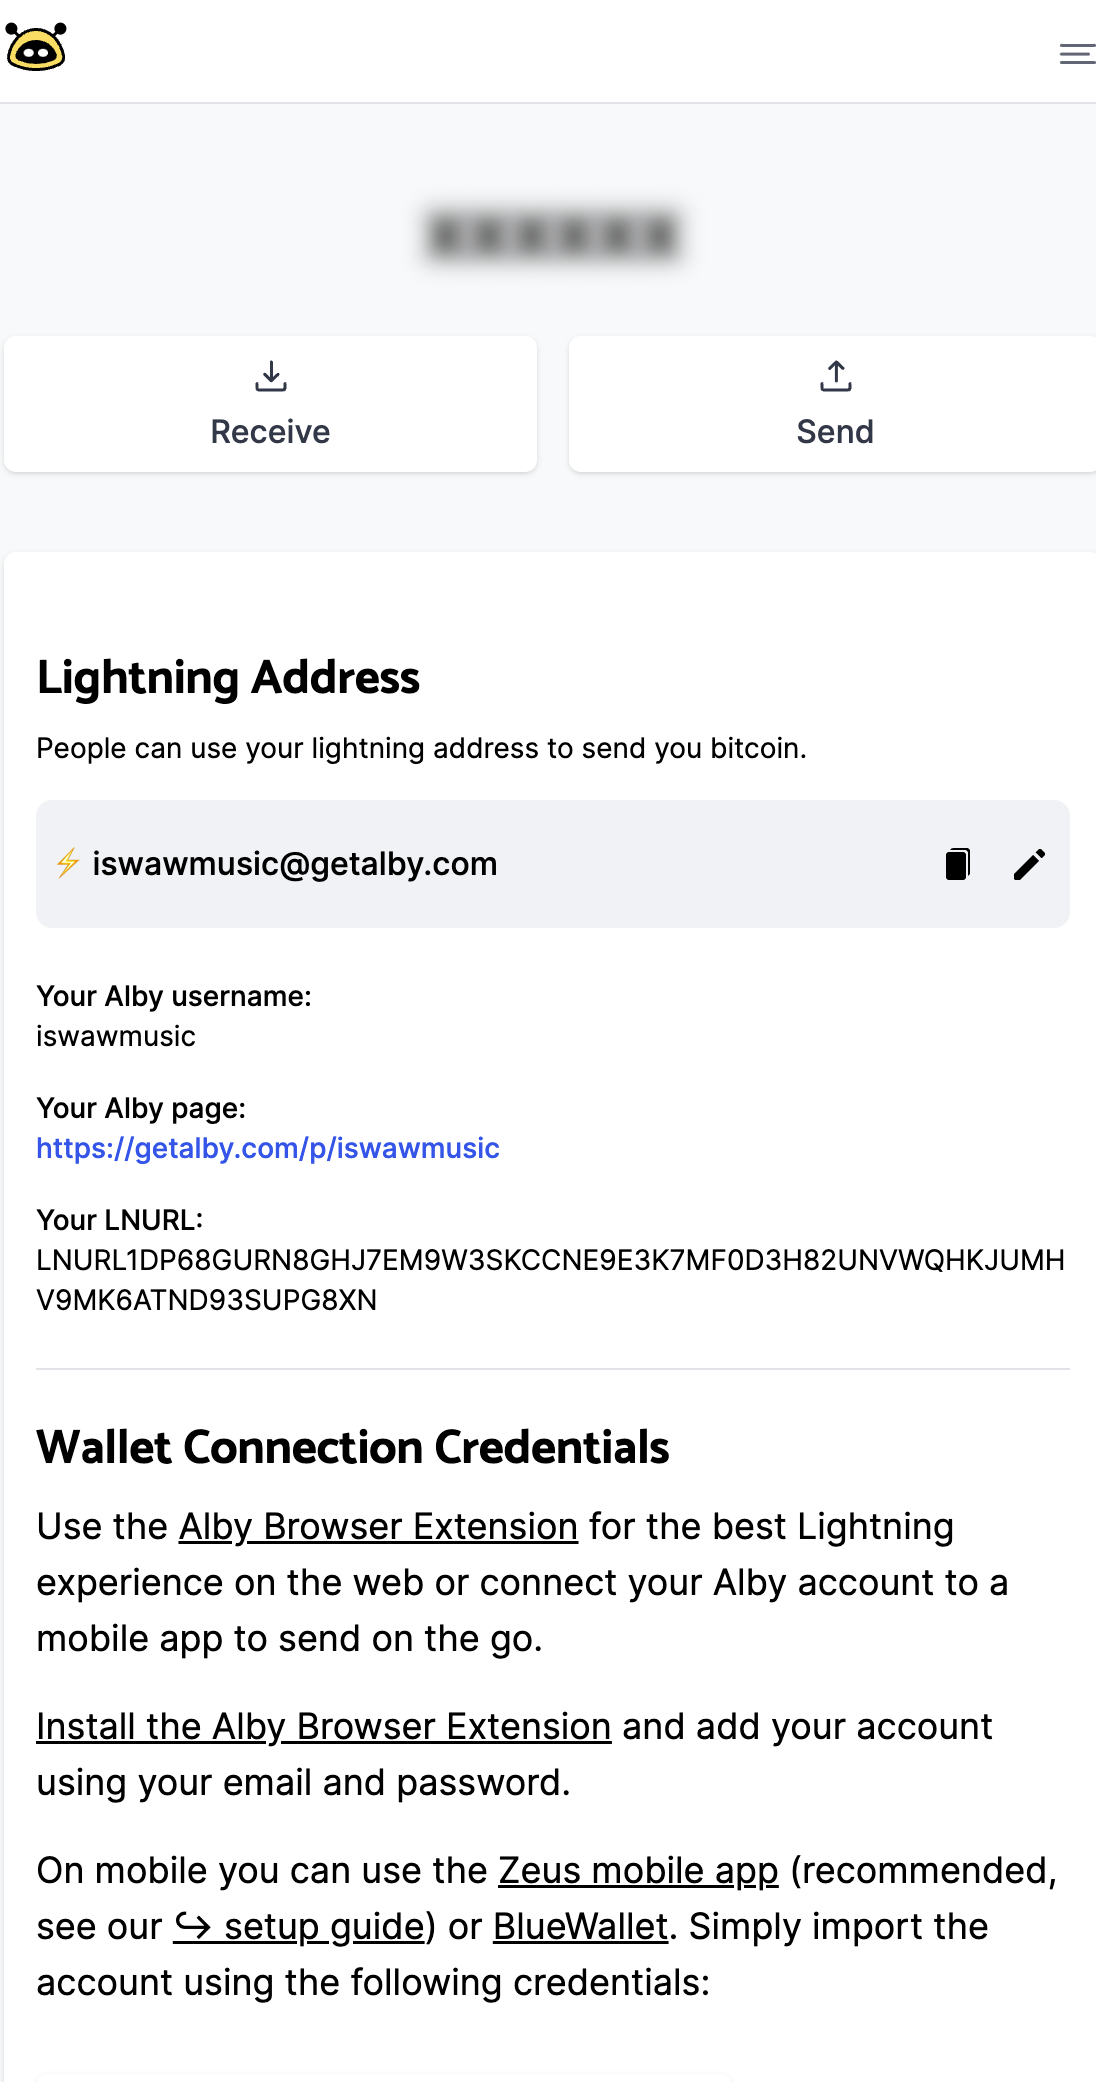 Receive
Send
Lightning Address
People can use your lightning address to send you bitcoin.
⚡ iswawmusic@getalby.com
Your Alby username:
iswawmusic
Your Alby page:
https://getalby.com/p/iswawmusic
Your LNURL:
LNURL1DP68GURN8GHJ7EM9W3SKCCNE9E3K7MF0D3H82UNVWQHKJUMH
V9MK6ATND93SUPG8XN
Wallet Connection Credentials
Use the Alby Browser Extension for the best Lightning
experience on the web or connect your Alby account to a
mobile app to send on the go.
Install the Alby Browser Extension and add your account
using your email and password.
On mobile you can use the Zeus mobile app (recommended,
see our ↪ setup guide) or BlueWallet. Simply import the
account using the following credentials: